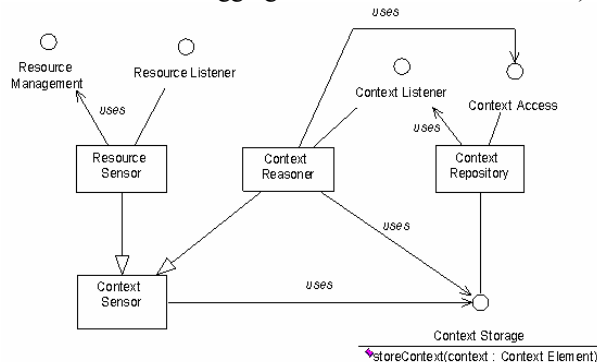 uses
Resource
Management
Resource Listener
Context Listener
Context Access
uses
uses
Resource
Sensor
Context
Reasoner
Context
Repository
uses
Context
Sensor
uses
Context Storage
storeContext(context : Context Element)